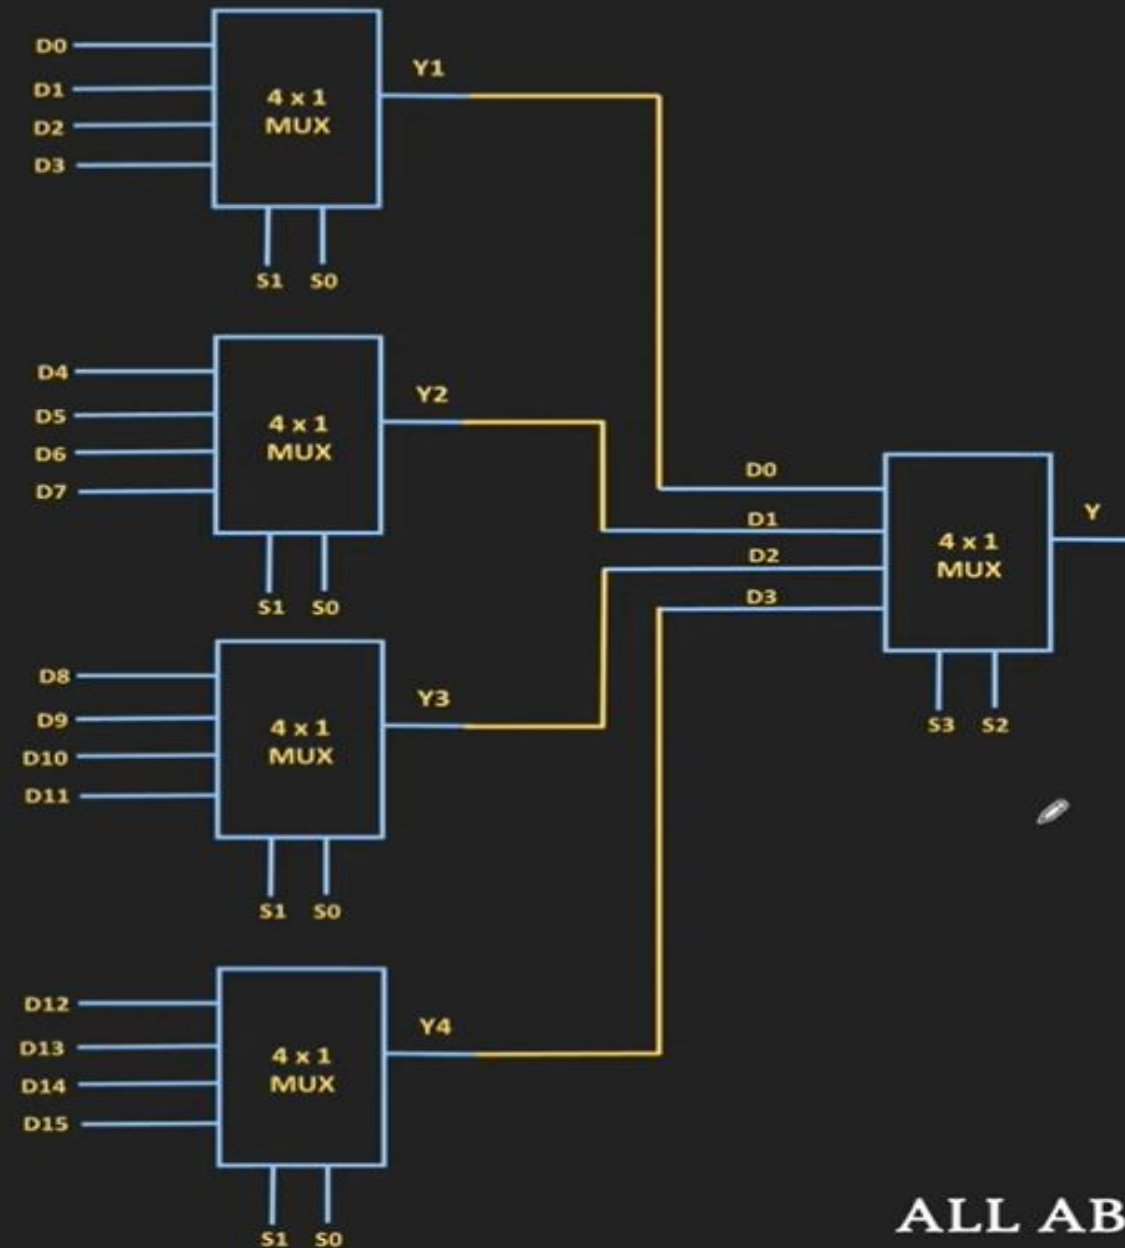 D0
D1
D2
D3
4 x 1
MUX
Y1
S1 S0
D4
D5
D6
D7
4 x 1
MUX
Y2
S1 S0
D8
D9
D10
D11
4 x 1
MUX
Y3
S1 S0
D12
D13
D14
D15
4 x 1
MUX
Y4
S1 S0
D0
D1
D2
D3
4 x 1
MUX
Y
S3 S2
ALL AB